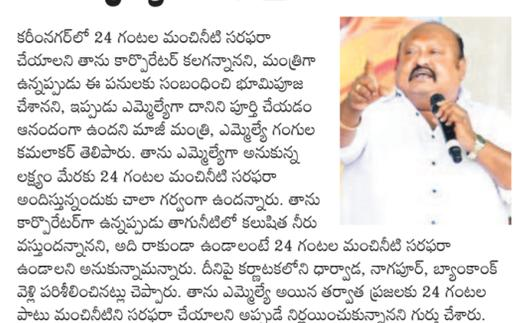 కరీంనగర్‌లో 24 గంటల మంచినీటి సరఫరా
చేయాలని తాను కార్పొరేటర్ కలగన్నానని, మంత్రిగా
ఉన్నప్పుడు ఈ పనులకు సంబంధించి భూమిపూజ
చేశానని, ఇప్పుడు ఎమ్మెల్యేగా దానిని పూర్తి చేయడం
ఆనందంగా ఉందని మాజీ మంత్రి, ఎమ్మెల్యే గంగుల
కమలాకర్ తెలిపారు. తాను ఎమ్మెల్యేగా అనుకున్న
లక్ష్యం మేరకు 24 గంటల మంచినీటి సరఫరా
అందిస్తున్నందుకు చాలా గర్వంగా ఉందన్నారు. తాను
కార్పొరేటర్‌గా ఉన్నప్పుడు తాగునీటిలో కలుషిత నీరు
వస్తుందన్నానని, అది రాకుండా ఉండాలంటే 24 గంటల మంచినీటి సరఫరా
ఉండాలని అనుకున్నామన్నారు. దీనిపై కర్ణాటకలోని ధార్వాడ, నాగపూర్, బ్యాంకాంక్
వెళ్లి పరిశీలించినట్లు చెప్పారు. తాను ఎమ్మెల్యే అయిన తర్వాత ప్రజలకు 24 గంటల
పాటు మంచినీటిని సరఫరా చేయాలని అప్పుడే నిర్ణయించుకున్నానని గుర్తు చేశారు.